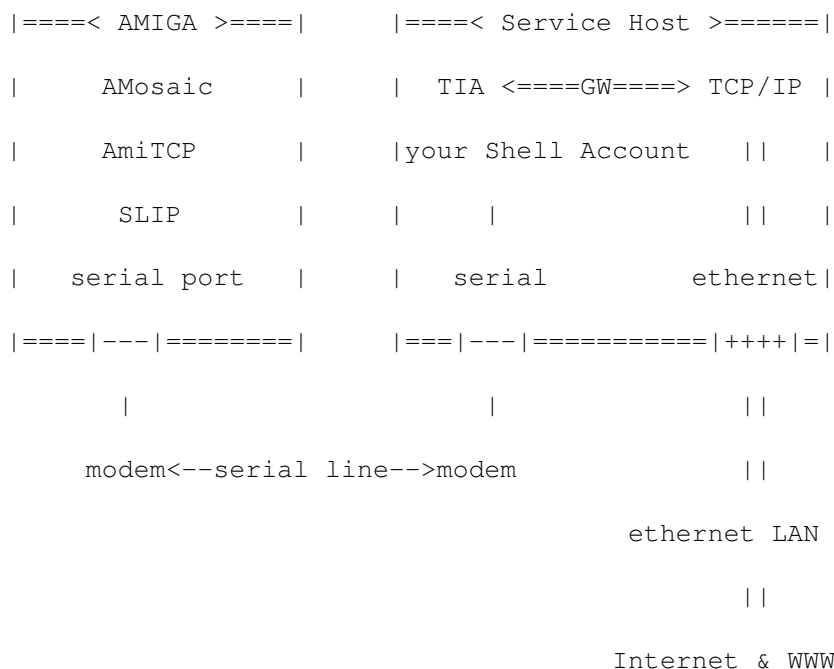 |====< AMIGA >====|     |====< Service Host >======|
|     AMosaic      |     |  TIA <====GW====> TCP/IP |
|     AmiTCP       |     |your Shell Account   ||   |
|      SLIP        |     |     |               ||   |
|   serial port    |     |   serial         ethernet|
|====|---|========|     |===|---|===========|++++|=|
       |                       |               ||
     modem<--serial line-->modem              ||
                                       ethernet LAN
                                              ||
                                      Internet & WWW